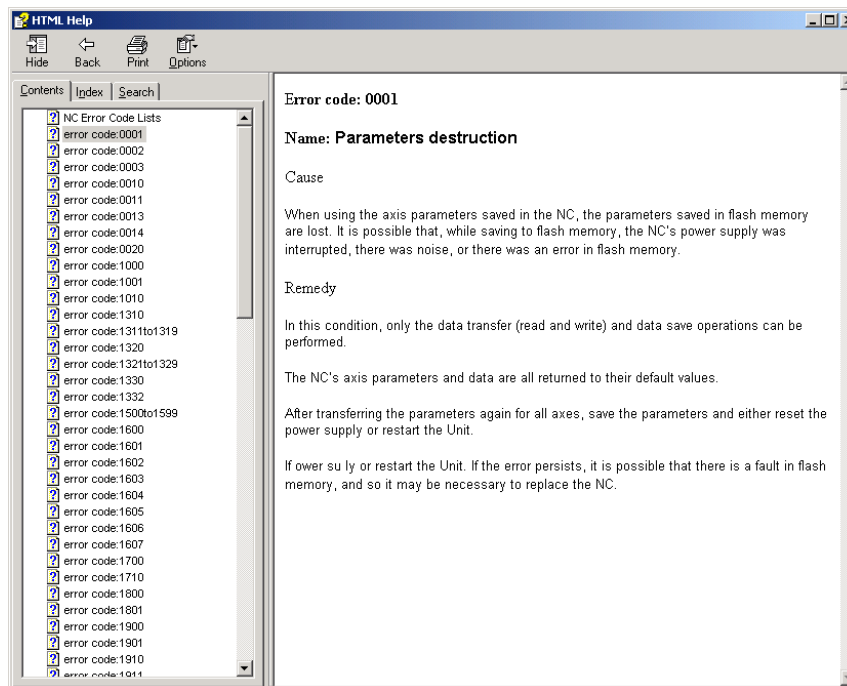 HTML Help
Hide Back Print Options
Contents Index Search
NC Error Code Lists
error code:0001
error code:0002
error code:0003
error code:0010
error code:0011
error code:0013
error code:0014
error code:0020
error code:1000
error code:1001
error code:1010
error code:1310
error code:1311to1319
error code:1320
error code:1321to1329
error code:1330
error code:1332
error code:1500to1599
error code:1600
error code:1601
error code:1602
error code:1603
error code:1604
error code:1605
error code:1606
error code:1607
error code:1700
error code:1710
error code:1800
error code:1801
error code:1900
error code:1901
error code:1910
error code:1911
Error code: 0001
Name: Parameters destruction
Cause
When using the axis parameters saved in the NC, the parameters saved in flash memory
are lost. It is possible that, while saving to flash memory, the NC's power supply was
interrupted, there was noise, or there was an error in flash memory.
Remedy
In this condition, only the data transfer (read and write) and data save operations can be
performed.
The NC's axis parameters and data are all returned to their default values.
After transferring the parameters again for all axes, save the parameters and either reset the
power supply or restart the Unit.
If ower su ly or restart the Unit. If the error persists, it is possible that there is a fault in flash
memory, and so it may be necessary to replace the NC.